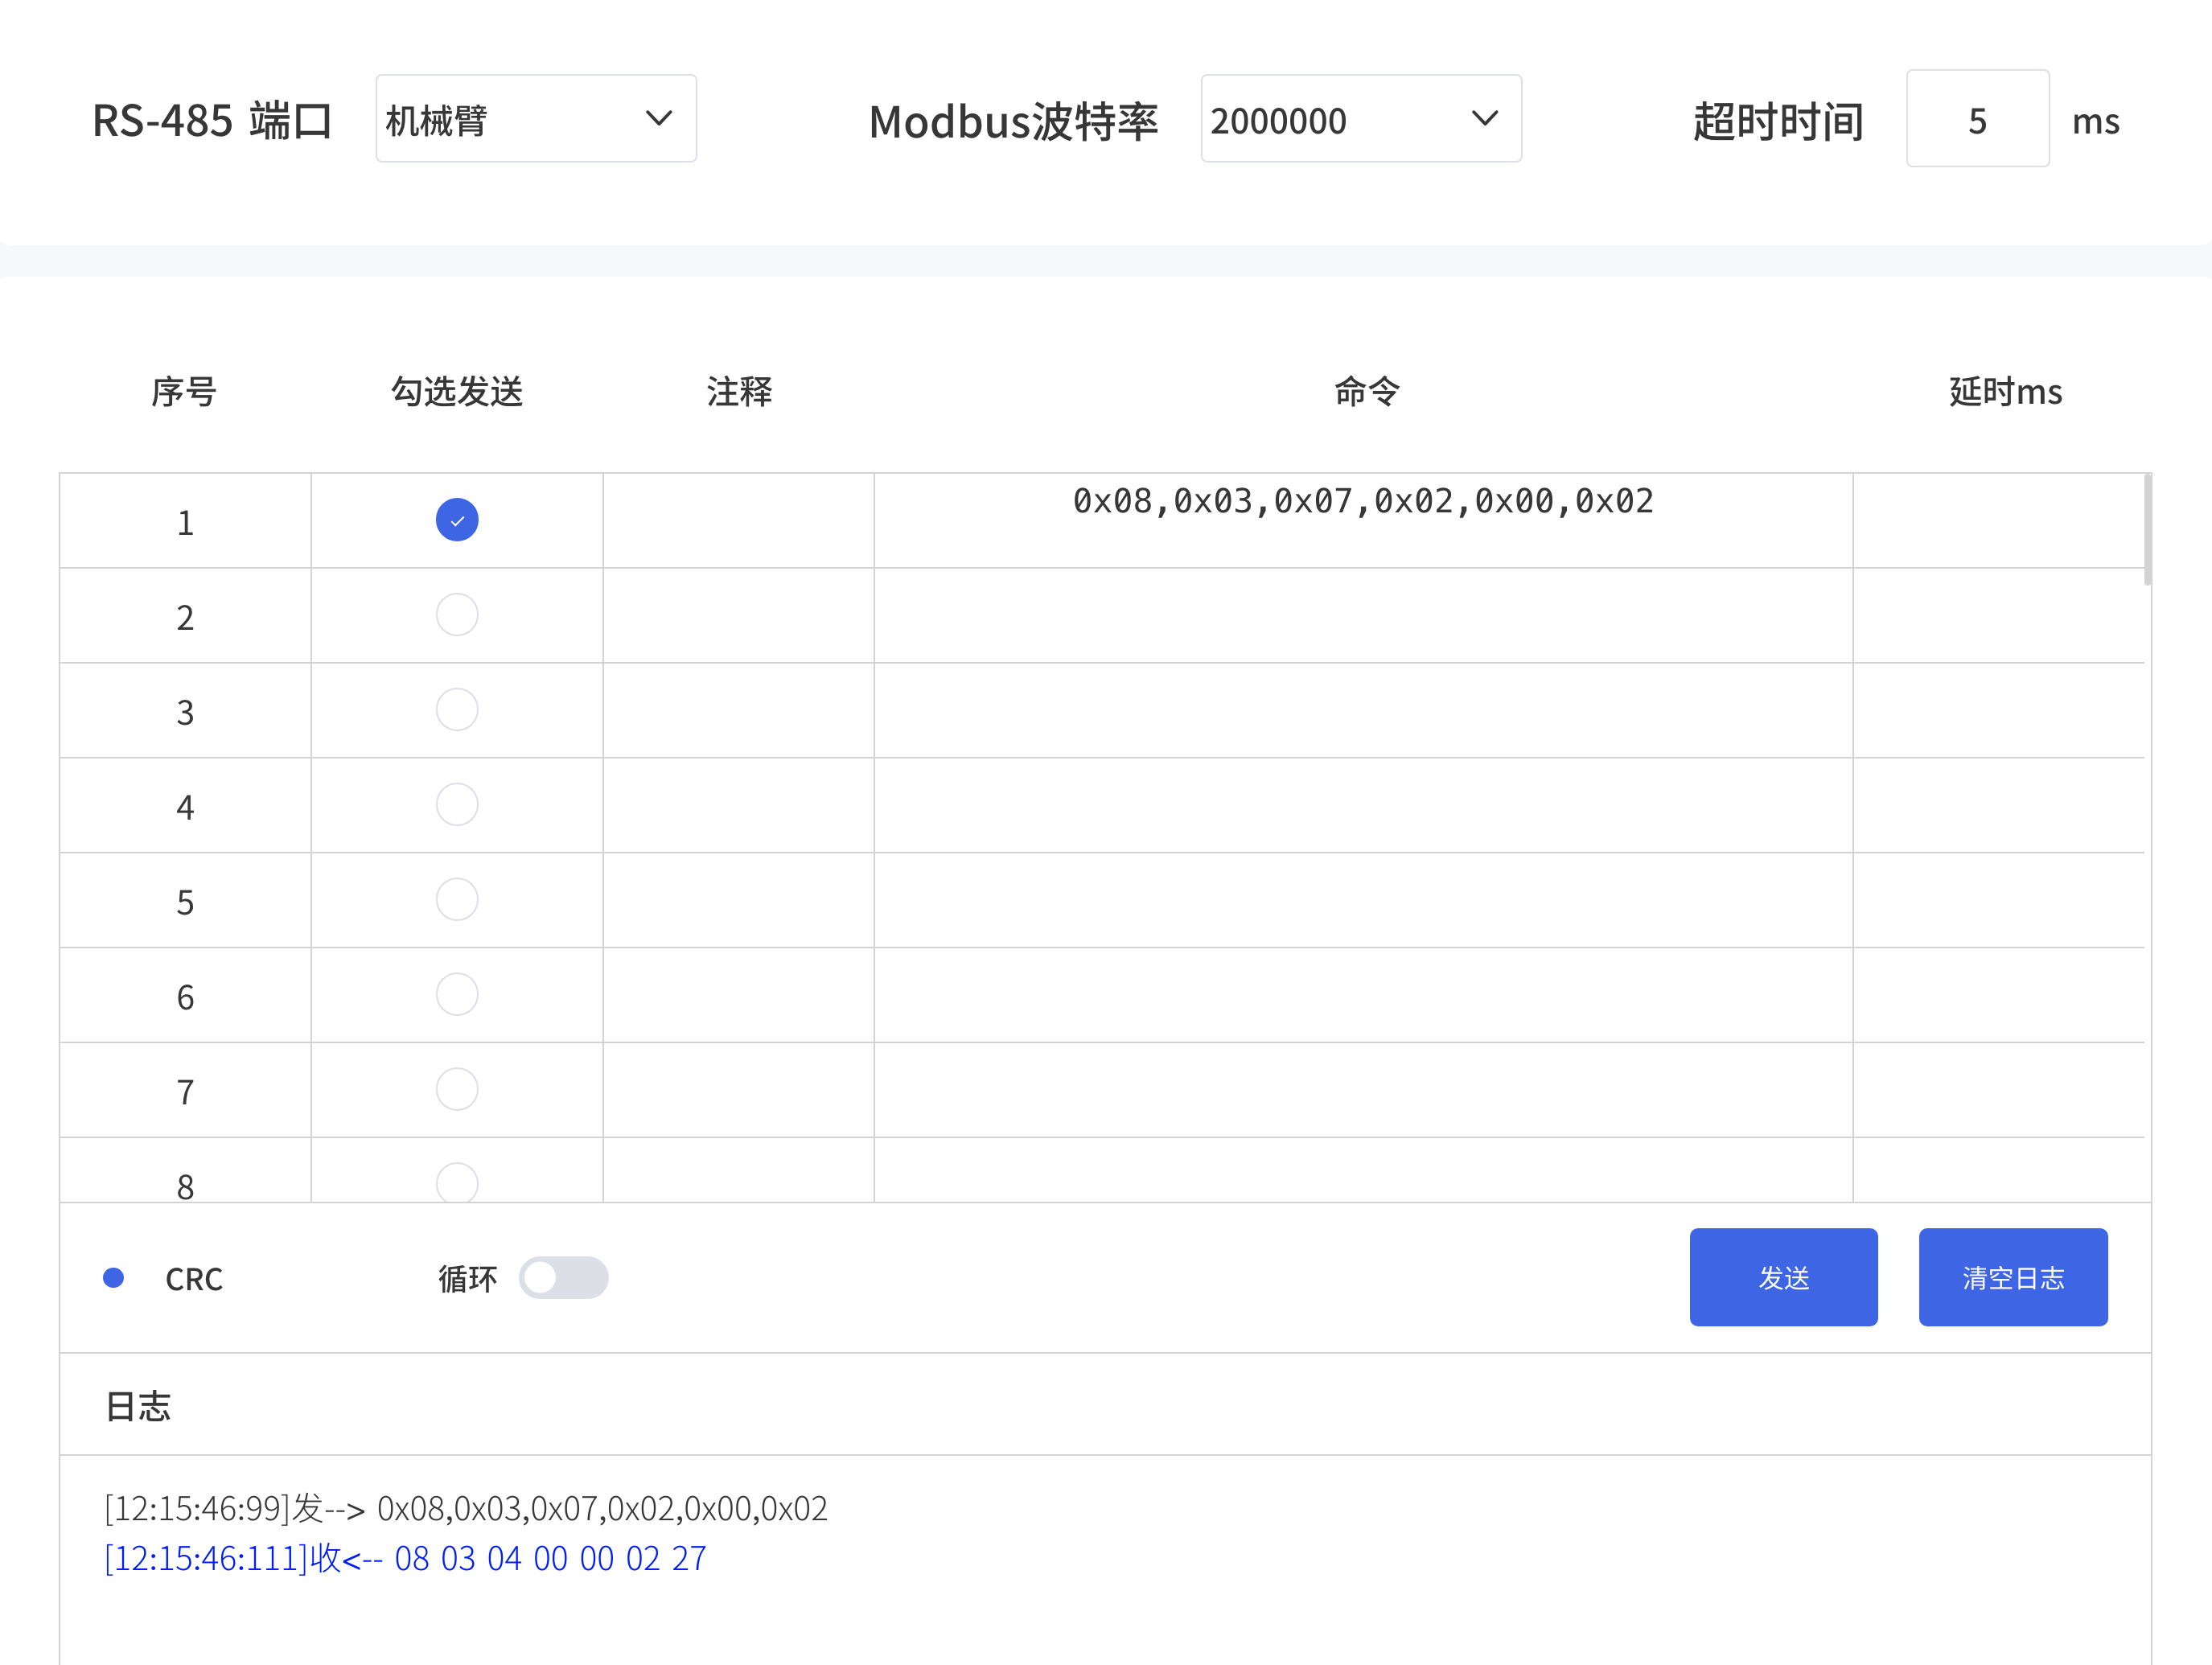 RS-485 端口 机械臂 Modbus波特率 2000000 超时时间 5 ms
序号 勾选发送 注释 命令 延时ms
1 0x08,0x03,0x07,0x02,0x00,0x02
2
3
4
5
6
7
8
CRC 循环 发送 清空日志
日志
[12:15:46:99]发--> 0x08,0x03,0x07,0x02,0x00,0x02
[12:15:46:111]收<-- 08 03 04 00 00 02 27